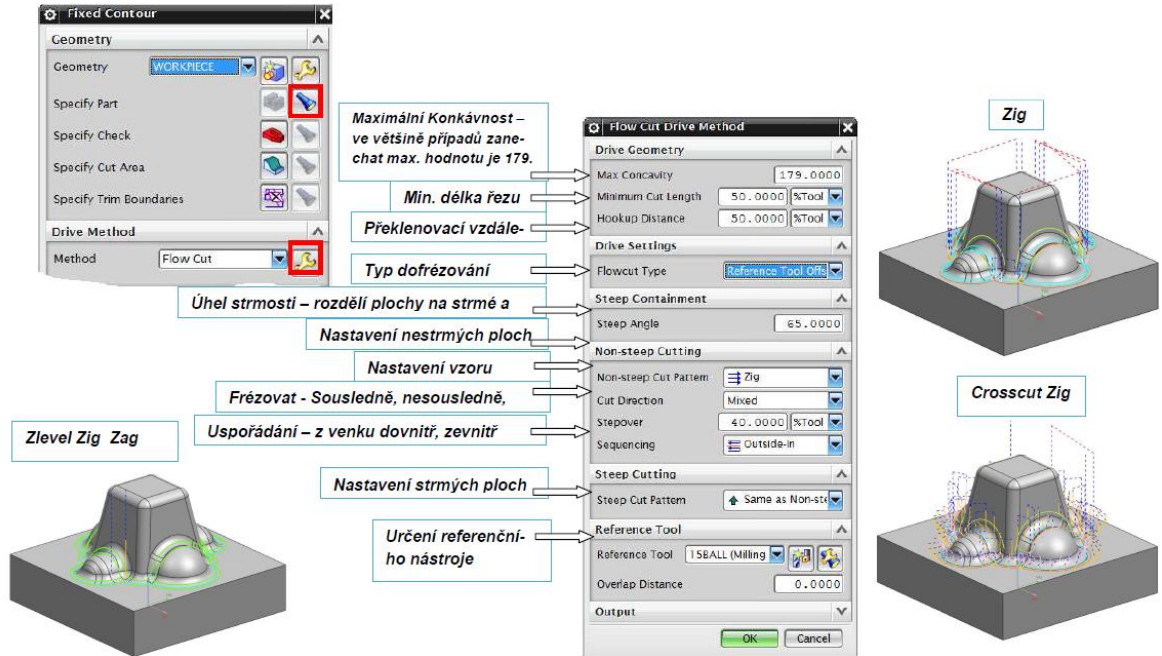 Fixed Contour
Geometry
Geometry WORKPIECE
Specify Part
Specify Check
Specify Cut Area
Specify Trim Boundaries
Drive Method
Method Flow Cut
Maximální Konkávnost –
ve většině případů zane-
chat max. hodnotu je 179.
Min. délka řezu
Překlenovací vzdále-
Typ dofrézování
Úhel strmosti – rozdělí plochy na strmé a
Nastavení nestrmých ploch
Nastavení vzoru
Frézovat - Sousledně, nesousledně,
Uspořádání – z venku dovnitř, zevnitř
Nastavení strmých ploch
Určení referenční-
ho nástroje
Zlevel Zig Zag
Flow Cut Drive Method
Drive Geometry
Max Concavity 179.0000
Minimum Cut Length 50.0000 %Tool
Hookup Distance 50.0000 %Tool
Drive Settings
Flowcut Type Reference Tool Offs
Steep Containment
Steep Angle 65.0000
Non-steep Cutting
Non-steep Cut Pattern Zig
Cut Direction Mixed
Stepover 40.0000 %Tool
Sequencing Outside-In
Steep Cutting
Steep Cut Pattern Same as Non-ste
Reference Tool
Reference Tool 15BALL (Milling
Overlap Distance 0.0000
Output
OK Cancel
Zig
Crosscut Zig